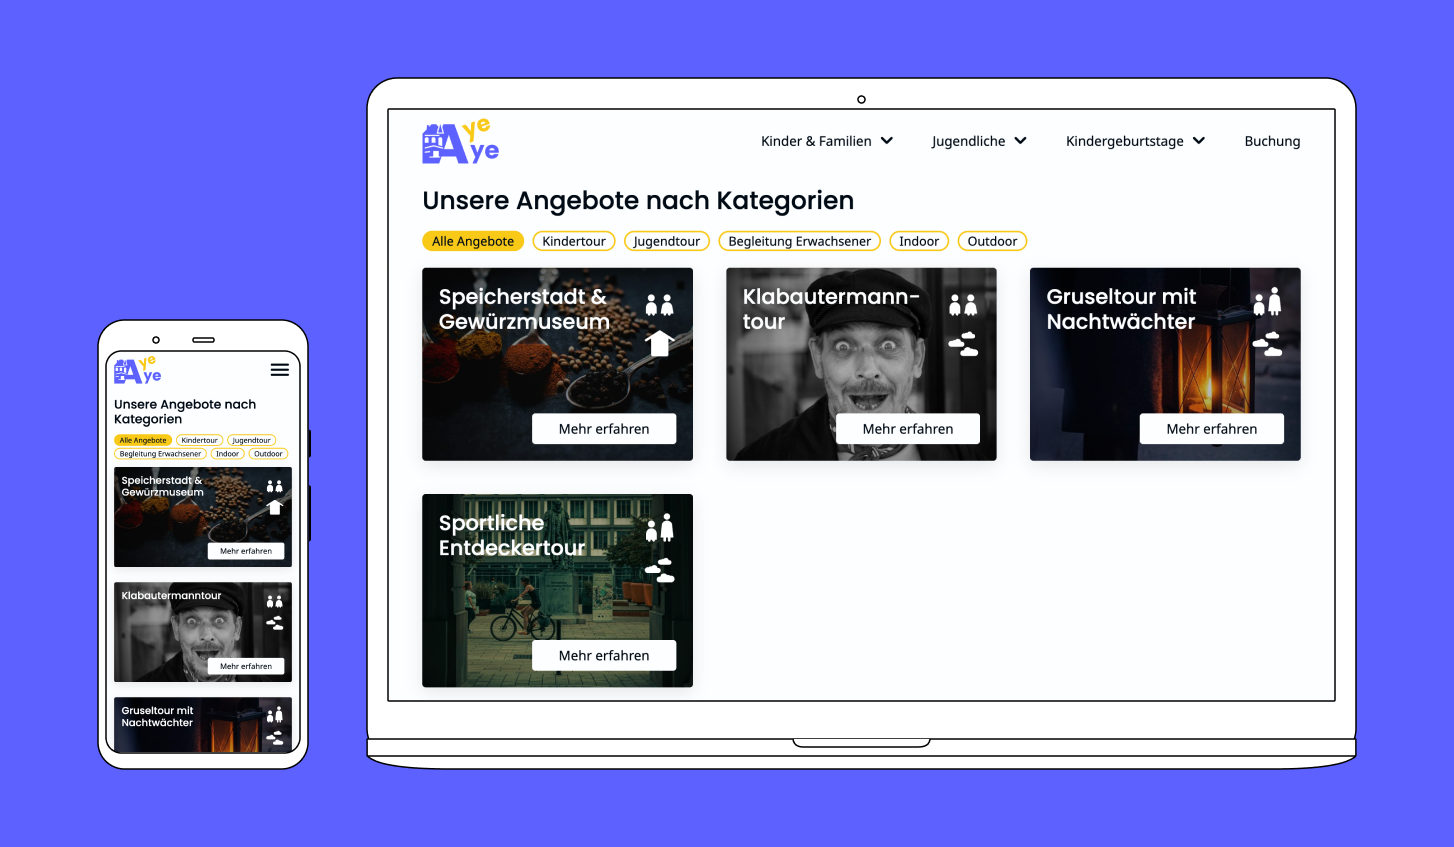 Aye
Aye
Kinder & Familien
Jugendliche
Kindergeburtstage
Buchung
Unsere Angebote nach Kategorien
Alle Angebote
Kindertour
Jugendtour
Begleitung Erwachsener
Indoor
Outdoor
Speicherstadt &
Gewürzmuseum
Mehr erfahren
Klabautermann-
tour
Mehr erfahren
Gruseltour mit
Nachtwächter
Mehr erfahren
Sportliche
Entdeckertour
Mehr erfahren
Aye
Aye
Unsere Angebote nach
Kategorien
Alle Angebote
Kindertour
Jugendtour
Begleitung Erwachsener
Indoor
Outdoor
Speicherstadt &
Gewürzmuseum
Mehr erfahren
Klabautermanntour
Mehr erfahren
Gruseltour mit
Nachtwächter